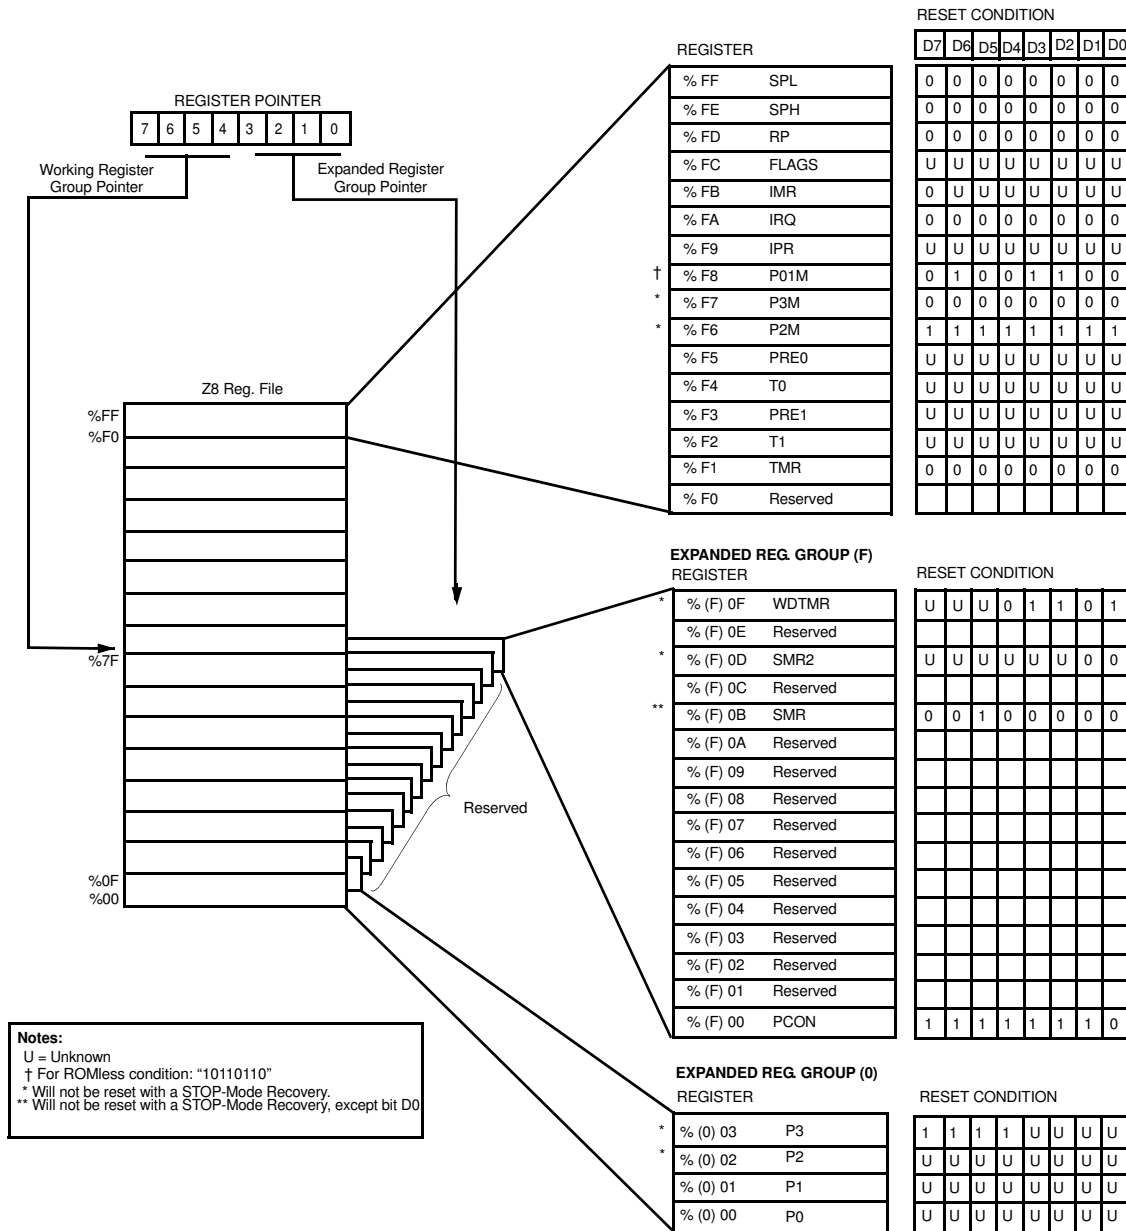 RESET CONDITION
D7 D6 D5 D4 D3 D2 D1 D0
REGISTER
% FF SPL 0 0 0 0 0 0 0 0
% FE SPH 0 0 0 0 0 0 0 0
% FD RP 0 0 0 0 0 0 0 0
% FC FLAGS U U U U U U U U
% FB IMR 0 U U U U U U U
% FA IRQ 0 0 0 0 0 0 0 0
% F9 IPR U U U U U U U U
† % F8 P01M 0 1 0 0 1 1 0 0
* % F7 P3M 0 0 0 0 0 0 0 0
* % F6 P2M 1 1 1 1 1 1 1 1
% F5 PRE0 U U U U U U U U
% F4 T0 U U U U U U U U
% F3 PRE1 U U U U U U U U
% F2 T1 U U U U U U U U
% F1 TMR 0 0 0 0 0 0 0 0
% F0 Reserved
REGISTER POINTER
7 6 5 4 3 2 1 0
Working Register
Group Pointer
Expanded Register
Group Pointer
Z8 Reg. File
%FF
%F0
%7F
%0F
%00
Reserved
EXPANDED REG. GROUP (F)
REGISTER
RESET CONDITION
* % (F) 0F WDTMR U U U 0 1 1 0 1
% (F) 0E Reserved
* % (F) 0D SMR2 U U U U U U 0 0
% (F) 0C Reserved
** % (F) 0B SMR 0 0 1 0 0 0 0 0
% (F) 0A Reserved
% (F) 09 Reserved
% (F) 08 Reserved
% (F) 07 Reserved
% (F) 06 Reserved
% (F) 05 Reserved
% (F) 04 Reserved
% (F) 03 Reserved
% (F) 02 Reserved
% (F) 01 Reserved
% (F) 00 PCON 1 1 1 1 1 1 1 0
Notes:
U = Unknown
† For ROMless condition: “10110110”
* Will not be reset with a STOP-Mode Recovery.
** Will not be reset with a STOP-Mode Recovery, except bit D0.
EXPANDED REG. GROUP (0)
REGISTER
RESET CONDITION
* % (0) 03 P3 1 1 1 1 U U U U
* % (0) 02 P2 U U U U U U U U
% (0) 01 P1 U U U U U U U U
% (0) 00 P0 U U U U U U U U